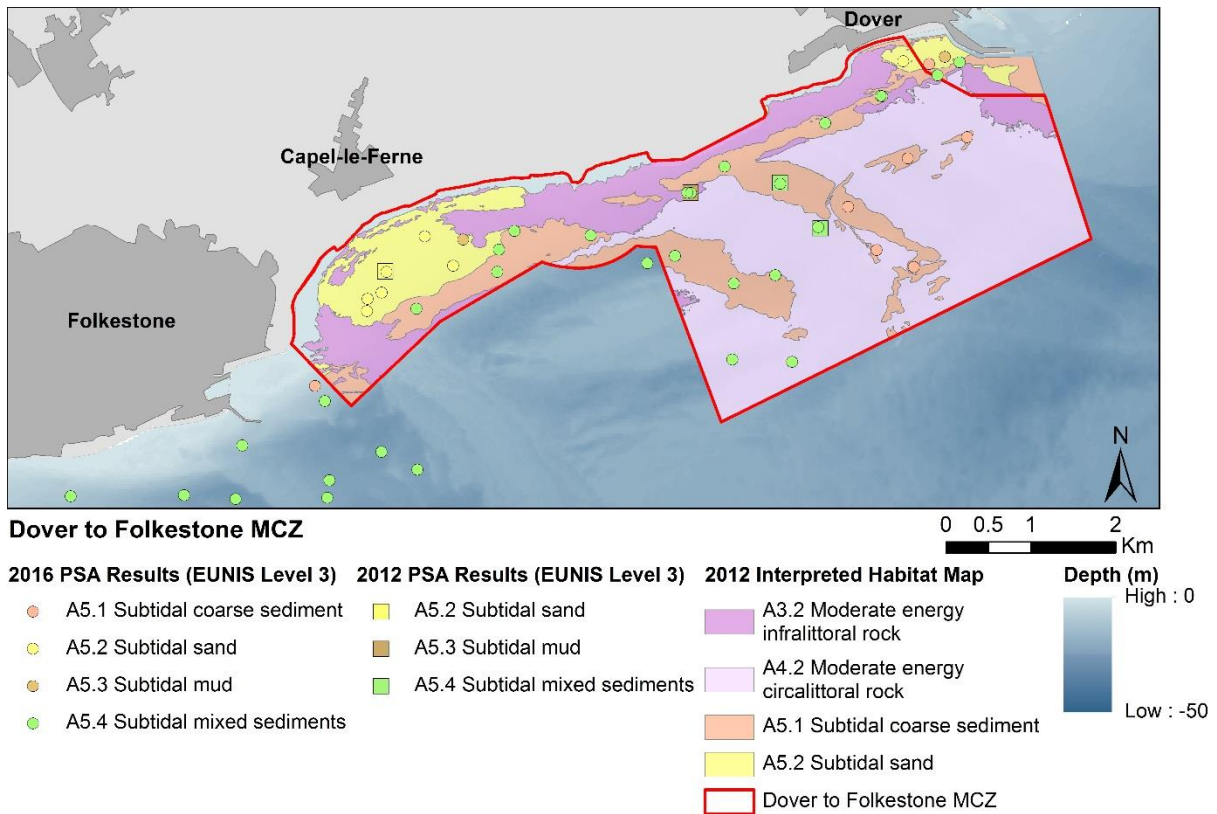 Dover
Capel-le-Ferne
Folkestone
N
Dover to Folkestone MCZ
0 0.5 1 2
Km
2016 PSA Results (EUNIS Level 3)
A5.1 Subtidal coarse sediment
A5.2 Subtidal sand
A5.3 Subtidal mud
A5.4 Subtidal mixed sediments
2012 PSA Results (EUNIS Level 3)
A5.2 Subtidal sand
A5.3 Subtidal mud
A5.4 Subtidal mixed sediments
2012 Interpreted Habitat Map
A3.2 Moderate energy
infralittoral rock
A4.2 Moderate energy
circalittoral rock
A5.1 Subtidal coarse sediment
A5.2 Subtidal sand
Dover to Folkestone MCZ
Depth (m)
High : 0
Low : -50